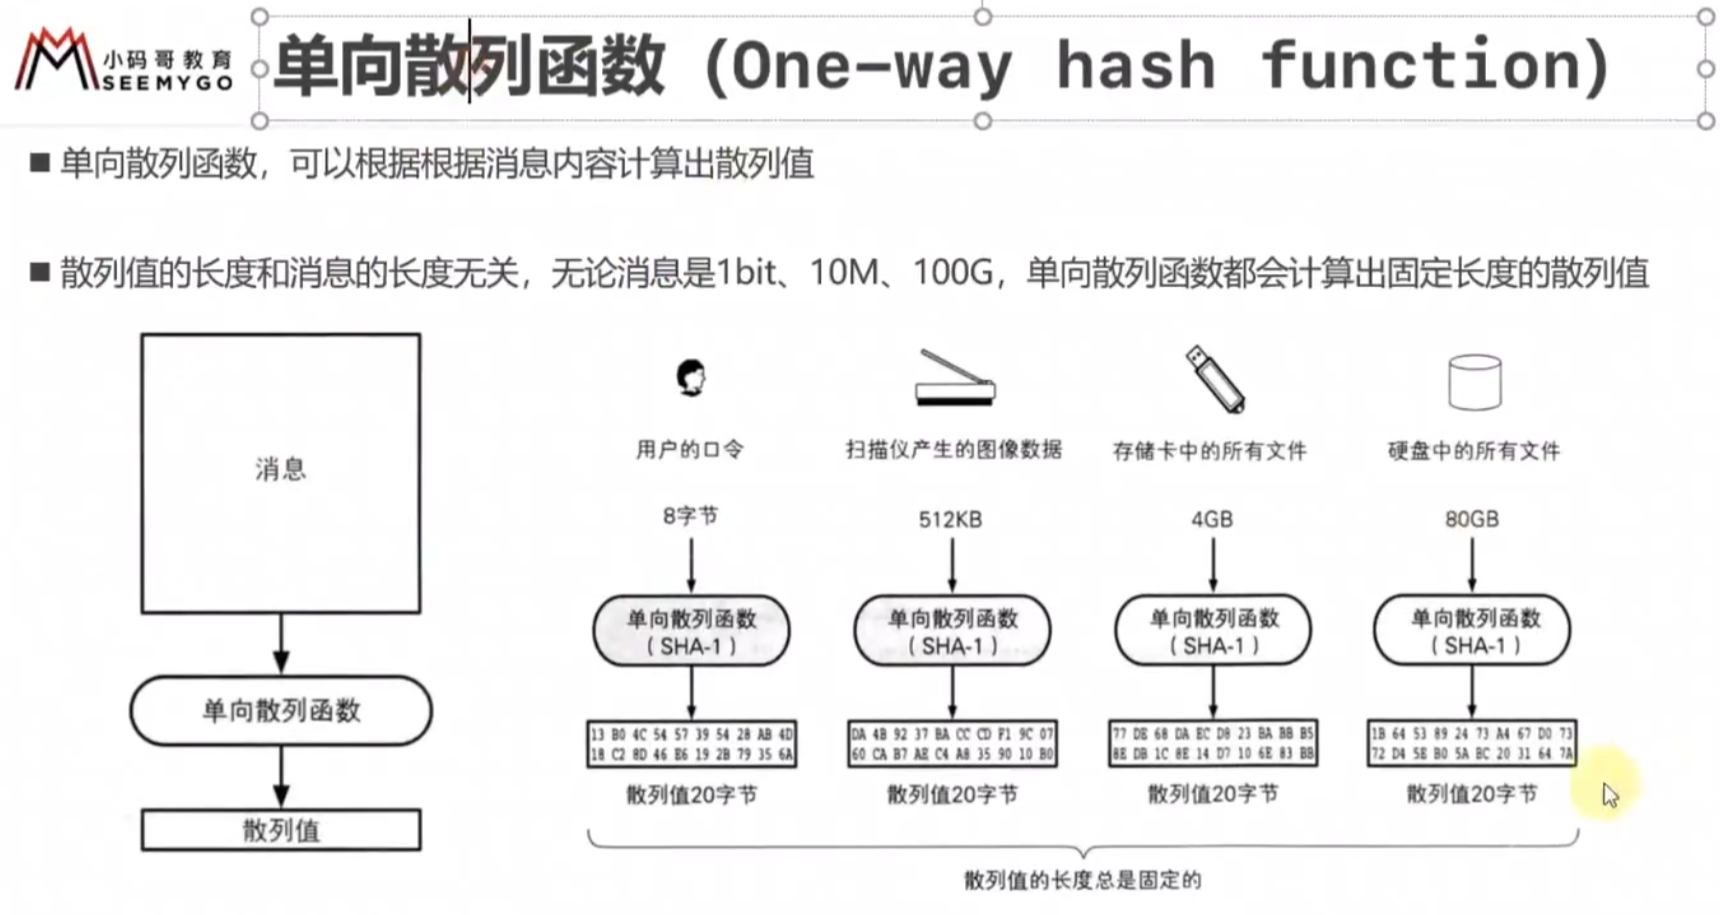 小码哥教育
SEEMYGO
单向散列函数（One-way hash function）
■ 单向散列函数，可以根据根据消息内容计算出散列值
■ 散列值的长度和消息的长度无关，无论消息是1bit、10M、100G，单向散列函数都会计算出固定长度的散列值
消息
单向散列函数
散列值
用户的口令
扫描仪产生的图像数据
存储卡中的所有文件
硬盘中的所有文件
8字节
512KB
4GB
80GB
单向散列函数
（SHA-1）
单向散列函数
（SHA-1）
单向散列函数
（SHA-1）
单向散列函数
（SHA-1）
13 B0 4C 54 57 39 54 28 AB 4D
18 C2 8D 46 E6 19 2B 79 35 6A
DA 4B 92 37 BA CC CD F1 9C 07
60 CA B7 AE C4 A8 35 90 10 B0
77 DE 68 DA EC D8 23 BA BB B5
8E DB 1C 8E 14 D7 10 6E 83 BB
1B 64 53 89 24 73 A4 67 D0 73
72 D4 5E B0 5A BC 20 31 64 7A
散列值20字节
散列值20字节
散列值20字节
散列值20字节
散列值的长度总是固定的